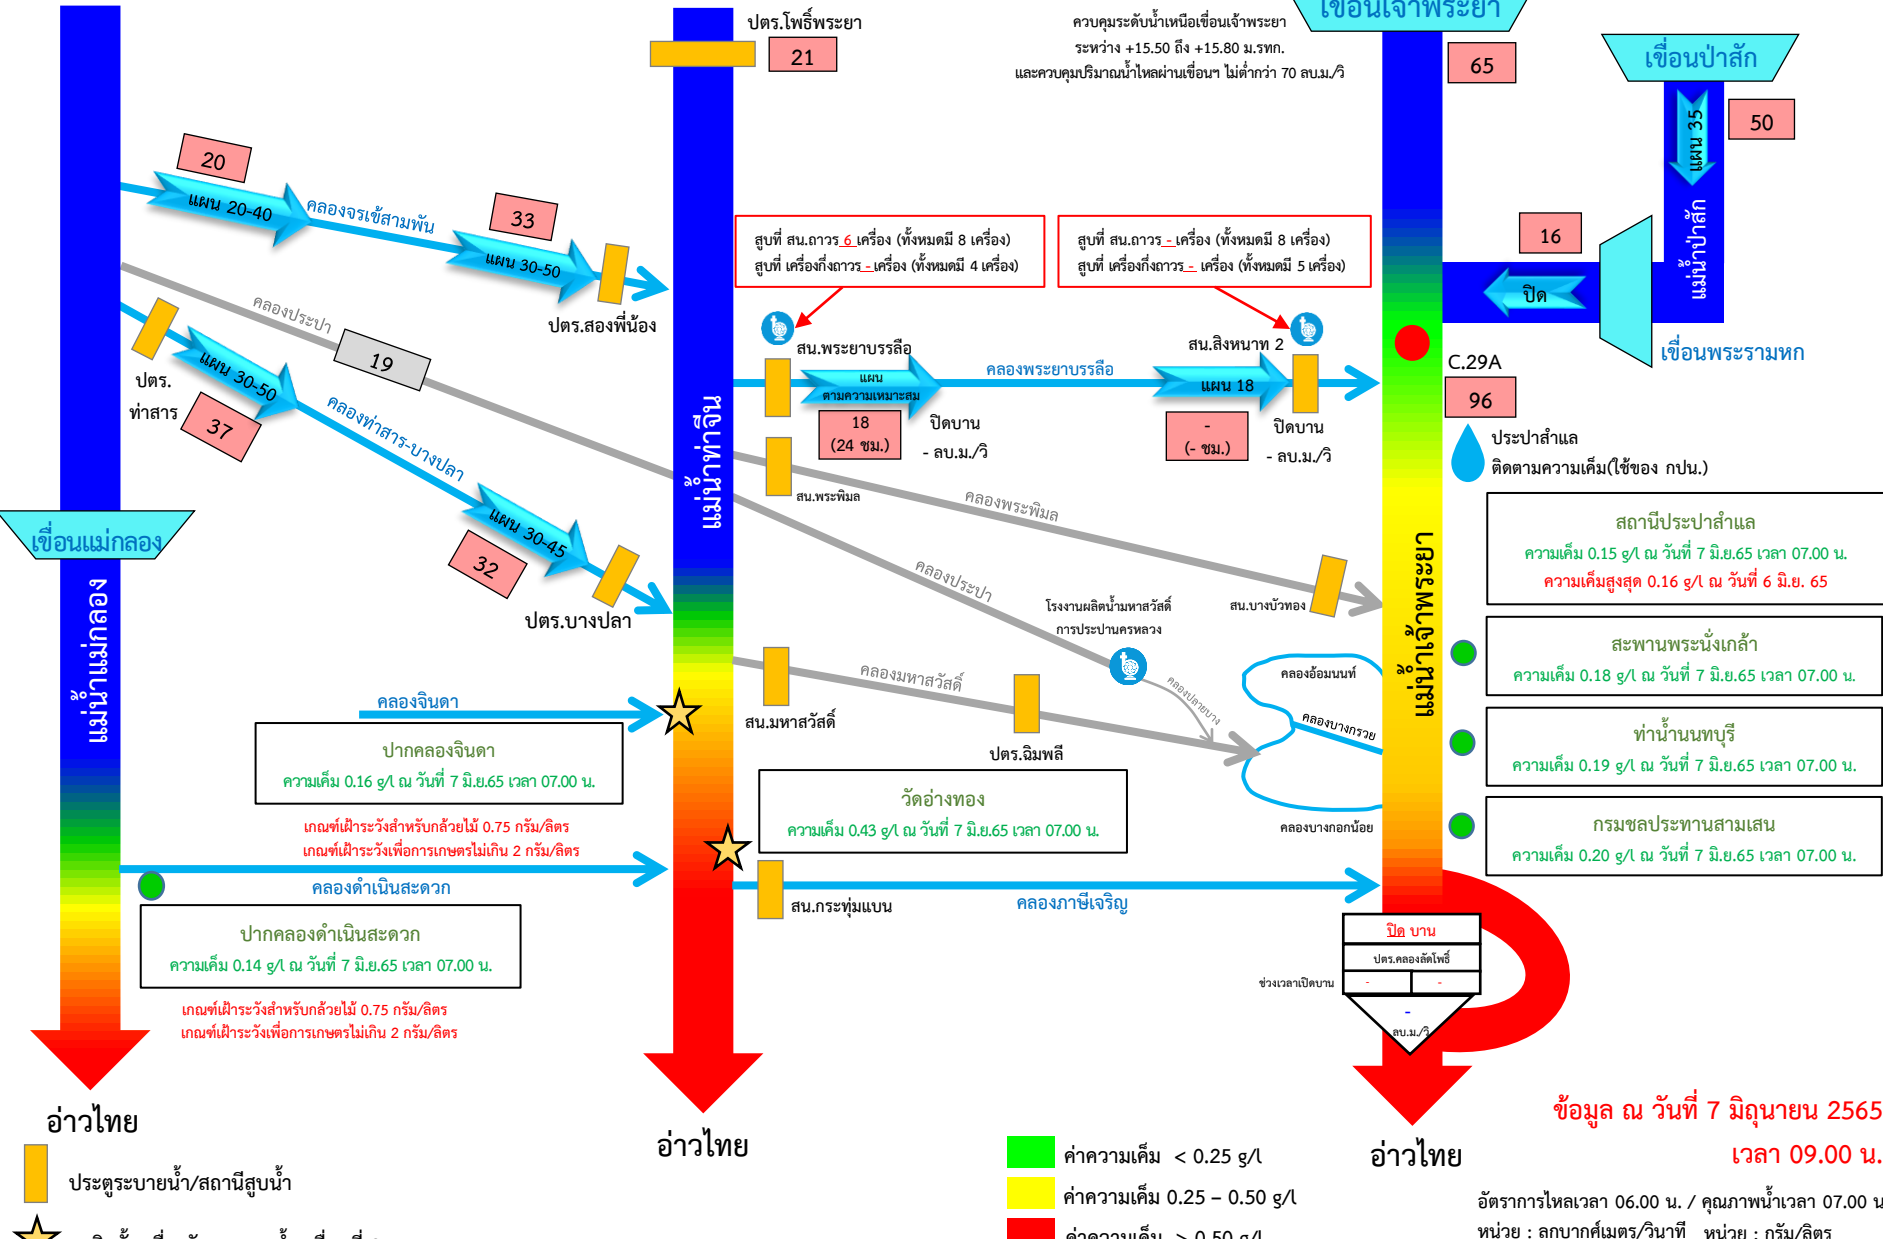 ปตร.โพธิ์พระยา
21
ควบคุมระดับน้ำเหนือเขื่อนเจ้าพระยา
ระหว่าง +15.50 ถึง +15.80 ม.รทก.
และควบคุมปริมาณน้ำไหลผ่านเขื่อนฯ ไม่ต่ำกว่า 70 ลบ.ม./วิ
เขื่อนเจ้าพระยา
65
เขื่อนป่าสัก
แผน 35
50
แม่น้ำป่าสัก
16
ปิด
เขื่อนพระรามหก
20
แผน 20-40
คลองจรเข้สามพัน
33
แผน 30-50
ปตร.สองพี่น้อง
คลองประปา
19
ปตร.
ท่าสาร
แผน 30-50
37
คลองท่าสาร-บางปลา
แผน 30-45
32
ปตร.บางปลา
สูบที่ สน.ถาวร 6 เครื่อง (ทั้งหมดมี 8 เครื่อง)
สูบที่ เครื่องกึ่งถาวร - เครื่อง (ทั้งหมดมี 4 เครื่อง)
สูบที่ สน.ถาวร - เครื่อง (ทั้งหมดมี 8 เครื่อง)
สูบที่ เครื่องกึ่งถาวร - เครื่อง (ทั้งหมดมี 5 เครื่อง)
สน.พระยาบรรลือ
แผน
ตามความเหมาะสม
18
(24 ชม.)
ปิดบาน
- ลบ.ม./วิ
คลองพระยาบรรลือ
สน.สิงหนาท 2
แผน 18
-
(- ชม.)
ปิดบาน
- ลบ.ม./วิ
C.29A
96
ประปาสำแล
ติดตามความเค็ม(ใช้ของ กปน.)
สน.พระพิมล
คลองพระพิมล
สน.บางบัวทอง
คลองประปา
โรงงานผลิตน้ำมหาสวัสดิ์
การประปานครหลวง
คลองปลายบาง
คลองมหาสวัสดิ์
สน.มหาสวัสดิ์
ปตร.ฉิมพลี
คลองอ้อมนนท์
คลองบางกรวย
คลองบางกอกน้อย
แม่น้ำท่าจีน
แม่น้ำเจ้าพระยา
เขื่อนแม่กลอง
แม่น้ำแม่กลอง
สถานีประปาสำแล
ความเค็ม 0.15 g/l ณ วันที่ 7 มิ.ย.65 เวลา 07.00 น.
ความเค็มสูงสุด 0.16 g/l ณ วันที่ 6 มิ.ย. 65
สะพานพระนั่งเกล้า
ความเค็ม 0.18 g/l ณ วันที่ 7 มิ.ย.65 เวลา 07.00 น.
ท่าน้ำนนทบุรี
ความเค็ม 0.19 g/l ณ วันที่ 7 มิ.ย.65 เวลา 07.00 น.
กรมชลประทานสามเสน
ความเค็ม 0.20 g/l ณ วันที่ 7 มิ.ย.65 เวลา 07.00 น.
คลองจินดา
ปากคลองจินดา
ความเค็ม 0.16 g/l ณ วันที่ 7 มิ.ย.65 เวลา 07.00 น.
เกณฑ์เฝ้าระวังสำหรับกล้วยไม้ 0.75 กรัม/ลิตร
เกณฑ์เฝ้าระวังเพื่อการเกษตรไม่เกิน 2 กรัม/ลิตร
วัดอ่างทอง
ความเค็ม 0.43 g/l ณ วันที่ 7 มิ.ย.65 เวลา 07.00 น.
คลองดำเนินสะดวก
ปากคลองดำเนินสะดวก
ความเค็ม 0.14 g/l ณ วันที่ 7 มิ.ย.65 เวลา 07.00 น.
เกณฑ์เฝ้าระวังสำหรับกล้วยไม้ 0.75 กรัม/ลิตร
เกณฑ์เฝ้าระวังเพื่อการเกษตรไม่เกิน 2 กรัม/ลิตร
สน.กระทุ่มแบน
คลองภาษีเจริญ
ปิด บาน
ปตร.คลองลัดโพธิ์
ช่วงเวลาเปิดบาน
- -
-
ลบ.ม./วิ
อ่าวไทย
อ่าวไทย
อ่าวไทย
ข้อมูล ณ วันที่ 7 มิถุนายน 2565
เวลา 09.00 น.
ประตูระบายน้ำ/สถานีสูบน้ำ
ค่าความเค็ม < 0.25 g/l
ค่าความเค็ม 0.25 – 0.50 g/l
ค่าความเค็ม > 0.50 g/l
อัตราการไหลเวลา 06.00 น. / คุณภาพน้ำเวลา 07.00 น
หน่วย : ลูกบาศก์เมตร/วินาที หน่วย : กรัม/ลิตร